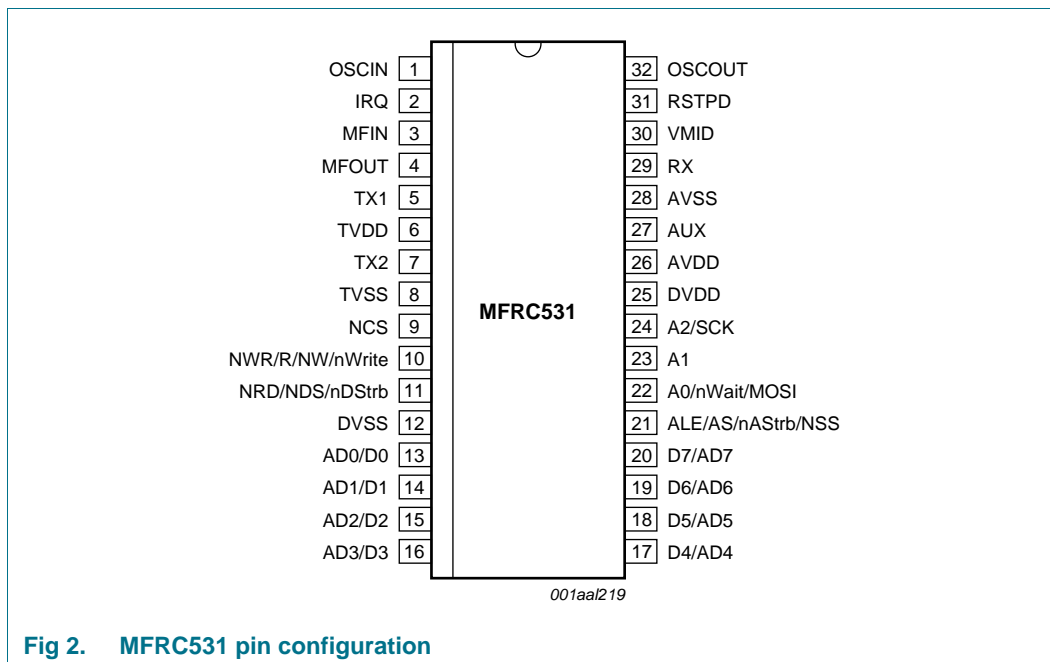 OSCIN 1 32 OSCOUT
IRQ 2 31 RSTPD
MFIN 3 30 VMID
MFOUT 4 29 RX
TX1 5 28 AVSS
TVDD 6 27 AUX
TX2 7 26 AVDD
TVSS 8 25 DVDD
MFRC531
NCS 9 24 A2/SCK
NWR/R/NW/nWrite 10 23 A1
NRD/NDS/nDStrb 11 22 A0/nWait/MOSI
DVSS 12 21 ALE/AS/nAStrb/NSS
AD0/D0 13 20 D7/AD7
AD1/D1 14 19 D6/AD6
AD2/D2 15 18 D5/AD5
AD3/D3 16 17 D4/AD4
001aal219
Fig 2. MFRC531 pin configuration